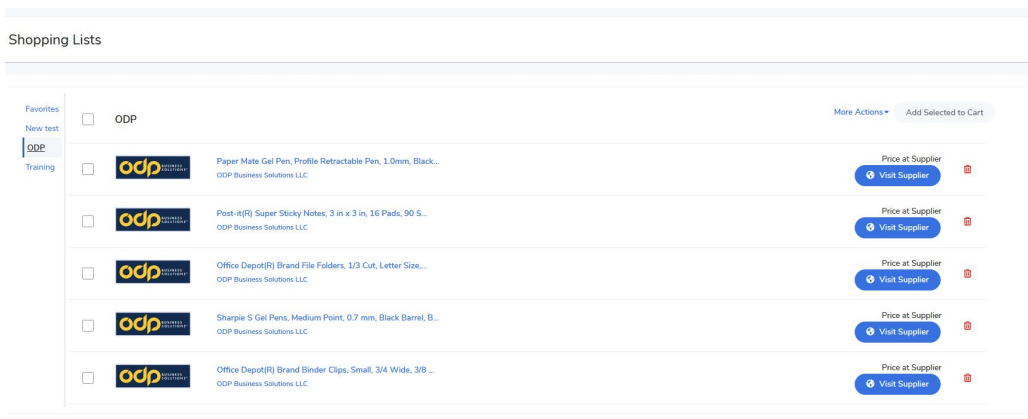 Shopping Lists
Favorites
New test
ODP
Training
ODP
More Actions
Add Selected to Cart
odp BUSINESS SOLUTIONS
Paper Mate Gel Pen, Profile Retractable Pen, 1.0mm, Black...
ODP Business Solutions LLC
Price at Supplier
Visit Supplier
odp BUSINESS SOLUTIONS
Post-it(R) Super Sticky Notes, 3 in x 3 in, 16 Pads, 90 S...
ODP Business Solutions LLC
Price at Supplier
Visit Supplier
odp BUSINESS SOLUTIONS
Office Depot(R) Brand File Folders, 1/3 Cut, Letter Size,...
ODP Business Solutions LLC
Price at Supplier
Visit Supplier
odp BUSINESS SOLUTIONS
Sharpie S Gel Pens, Medium Point, 0.7 mm, Black Barrel, B...
ODP Business Solutions LLC
Price at Supplier
Visit Supplier
odp BUSINESS SOLUTIONS
Office Depot(R) Brand Binder Clips, Small, 3/4 Wide, 3/8 ...
ODP Business Solutions LLC
Price at Supplier
Visit Supplier